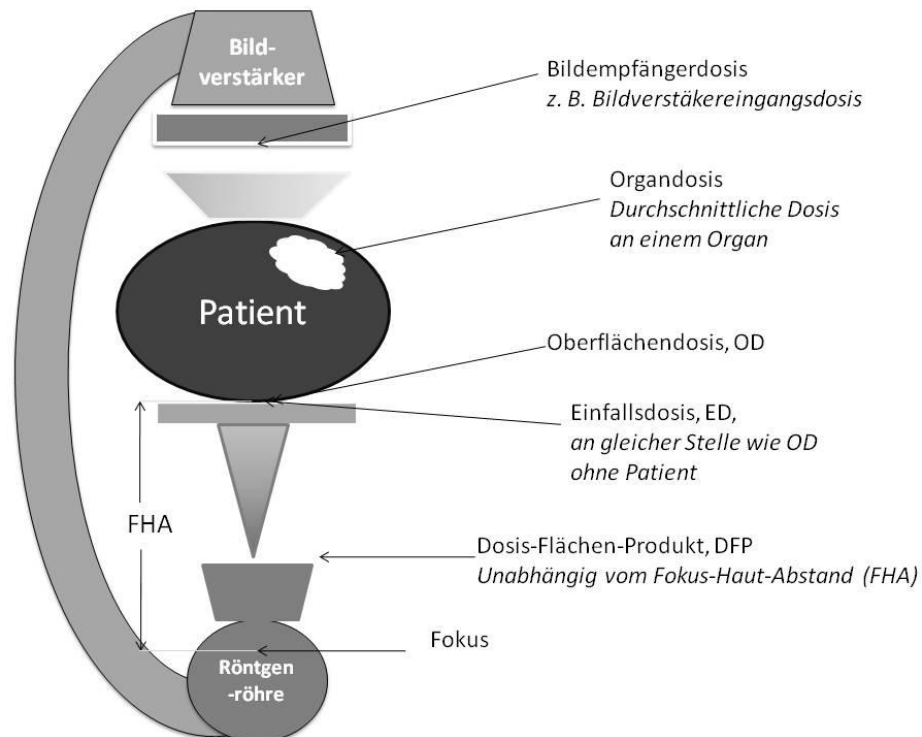 Bild-
verstärker
Bildempfängerdosis
z. B. Bildverstäkereingangsdosis
Organdosis
Durchschnittliche Dosis
an einem Organ
Patient
Oberflächendosis, OD
Einfallsdosis, ED,
an gleicher Stelle wie OD
ohne Patient
FHA
Dosis-Flächen-Produkt, DFP
Unabhängig vom Fokus-Haut-Abstand (FHA)
Fokus
Röntgen
-röhre